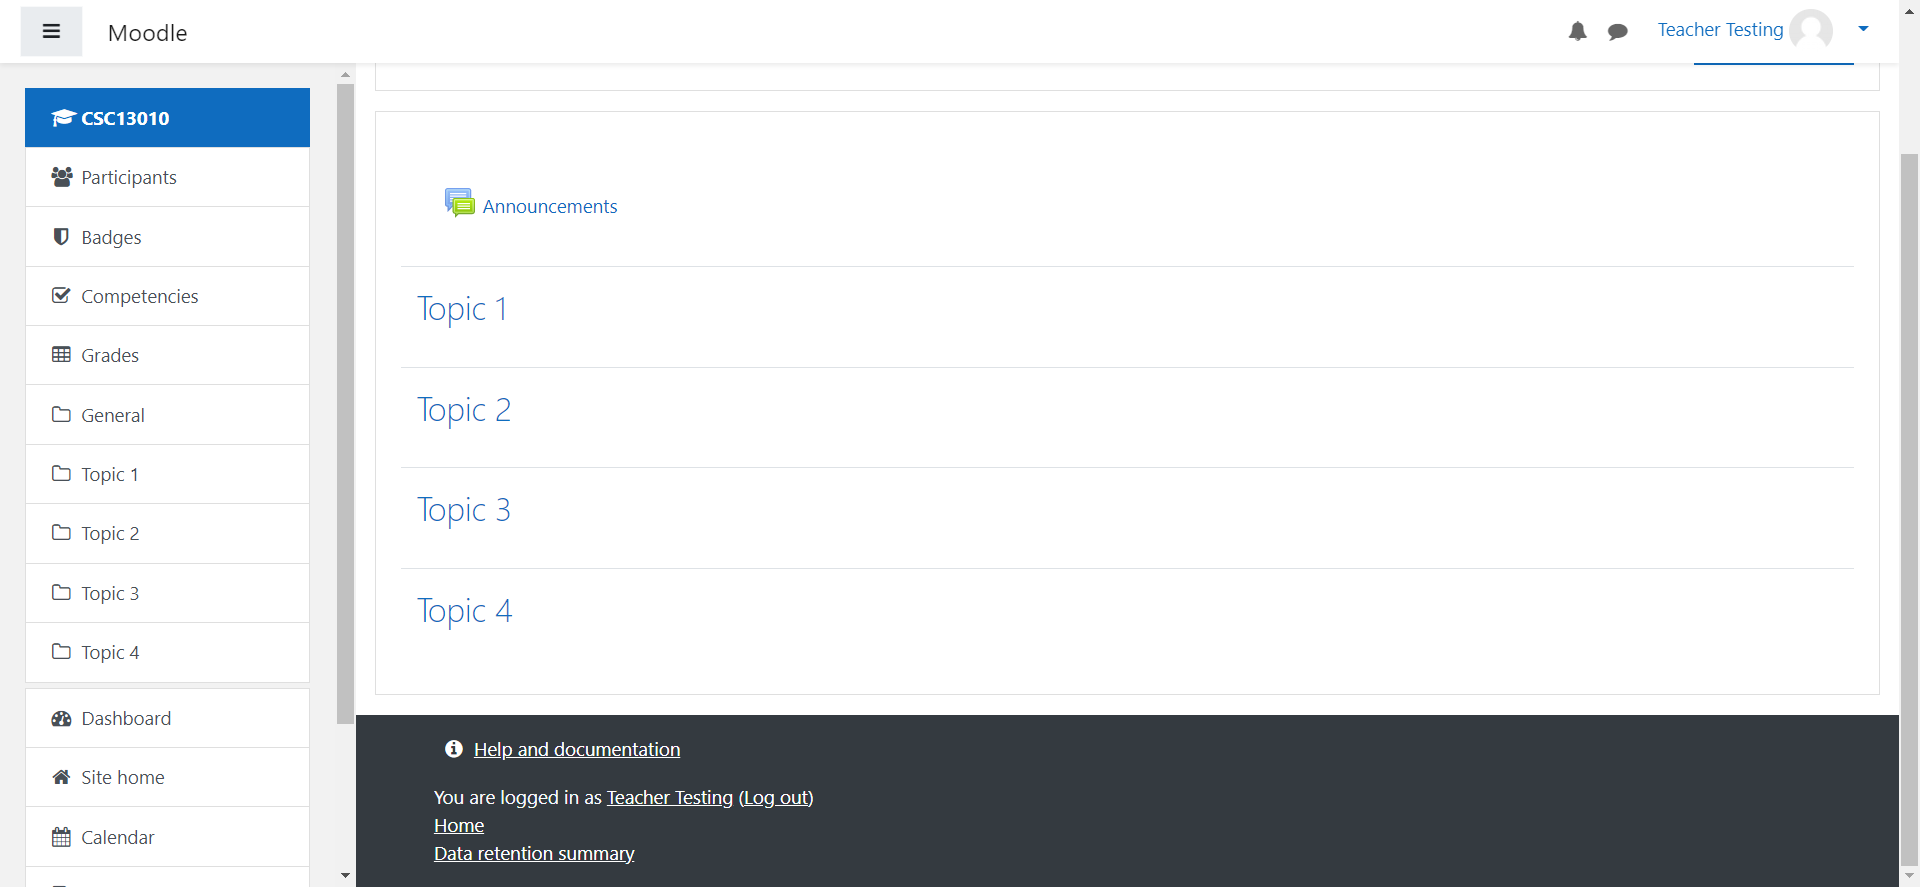 Moodle
Teacher Testing
CSC13010
Participants
Badges
Competencies
Grades
General
Topic 1
Topic 2
Topic 3
Topic 4
Dashboard
Site home
Calendar
Announcements
Topic 1
Topic 2
Topic 3
Topic 4
Help and documentation
You are logged in as Teacher Testing (Log out)
Home
Data retention summary